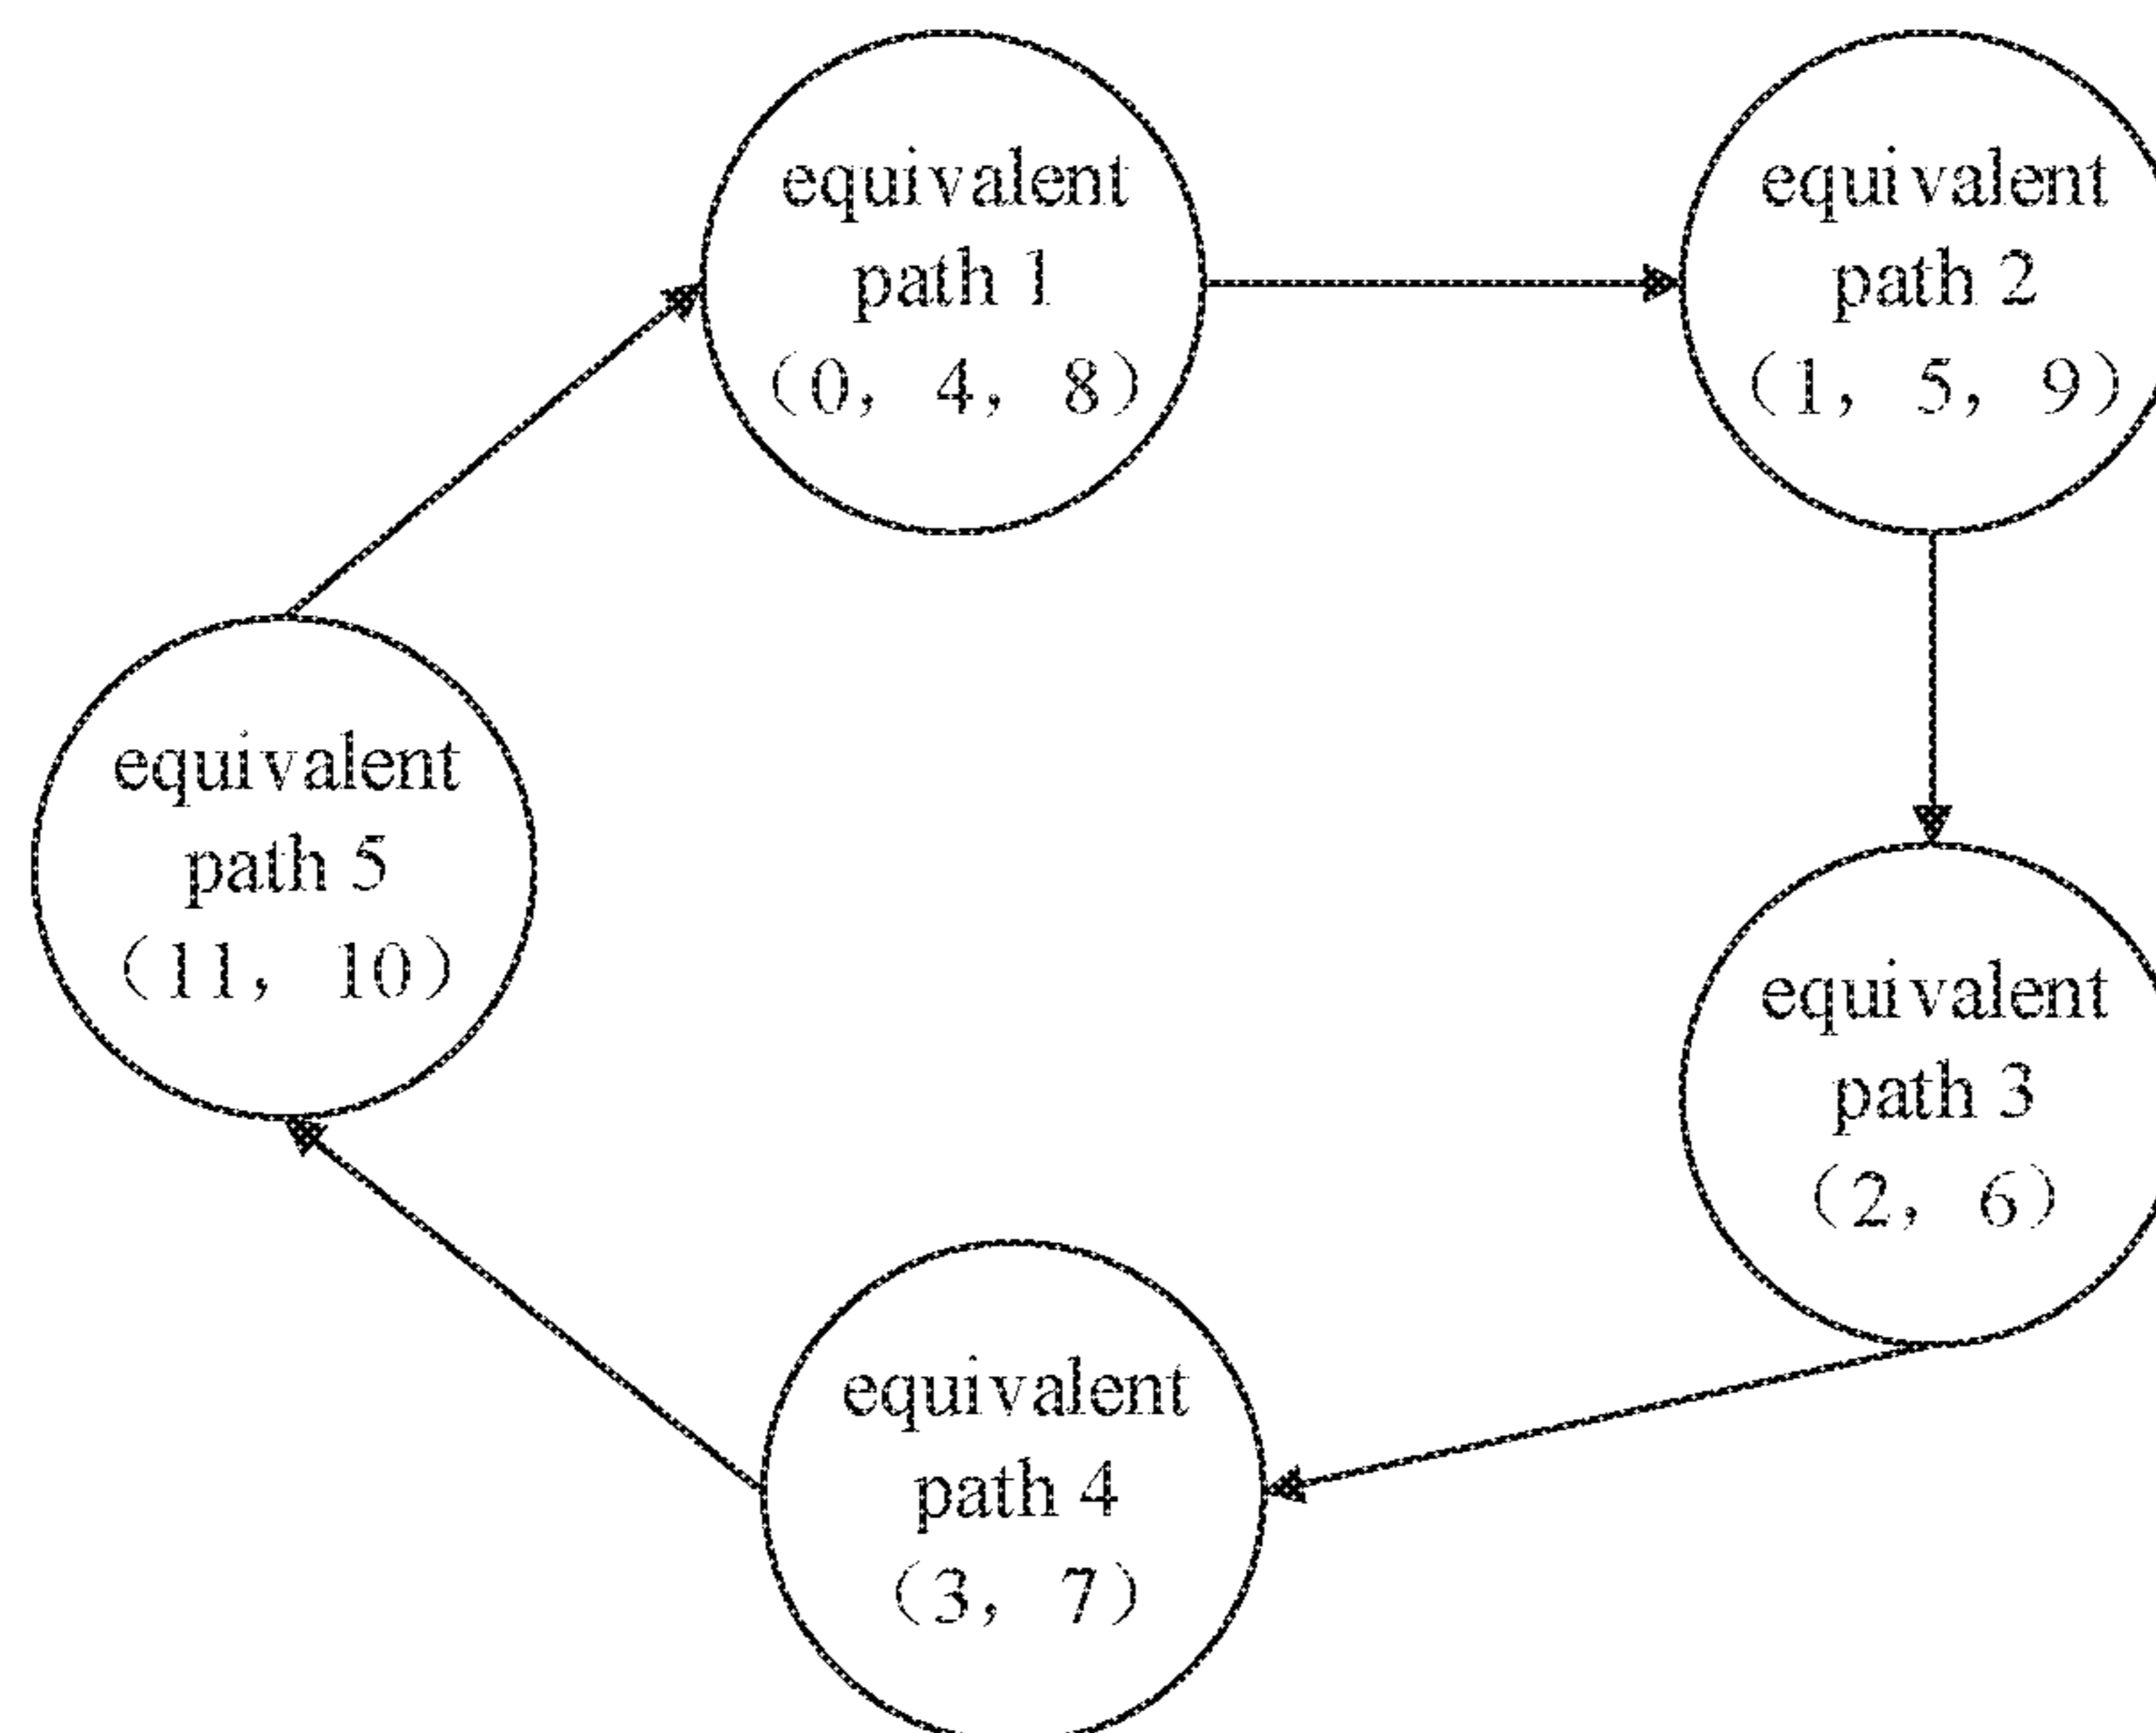 equivalent
path 1
(0, 4, 8)
equivalent
path 2
(1, 5, 9)
equivalent
path 3
(2, 6)
equivalent
path 4
(3, 7)
equivalent
path 5
(11, 10)